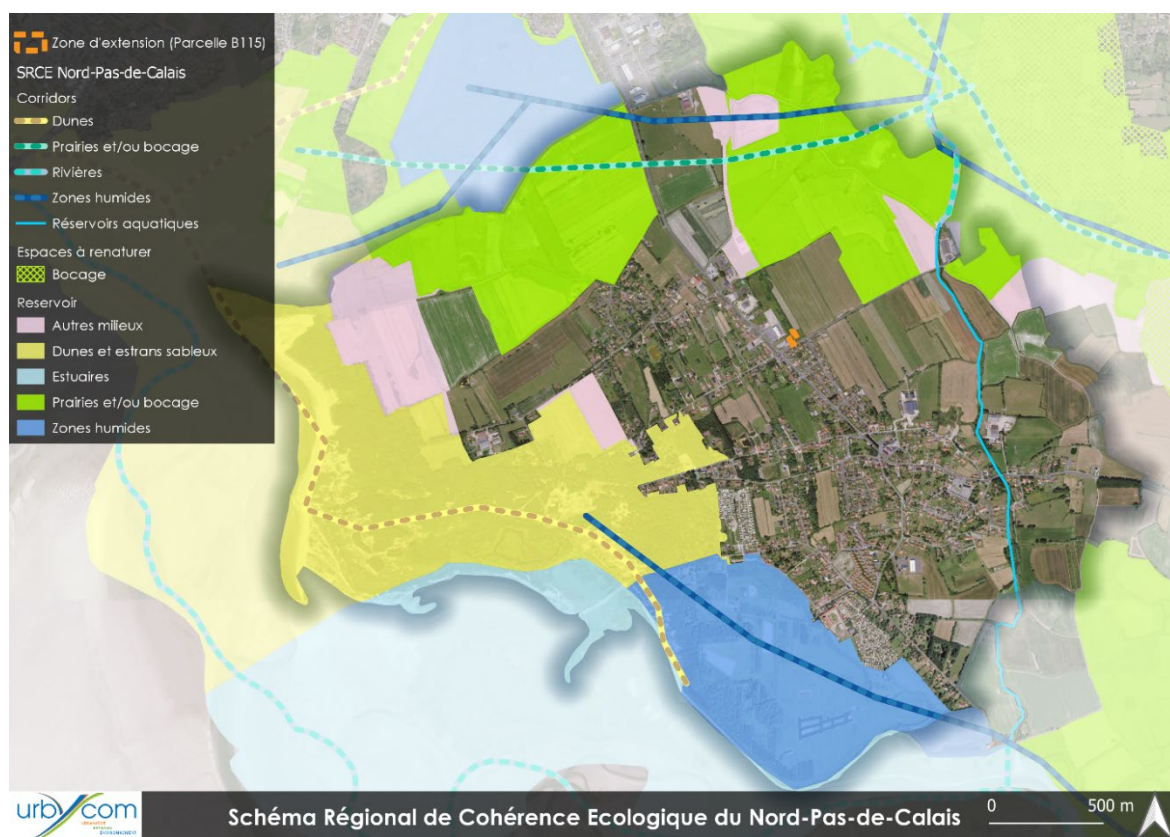 Zone d'extension (Parcelle B115)
SRCE Nord-Pas-de-Calais
Corridors
Dunes
Prairies et/ou bocage
Rivières
Zones humides
Réservoirs aquatiques
Espaces à renaturer
Bocage
Reservoir
Autres milieux
Dunes et estrans sableux
Estuaires
Prairies et/ou bocage
Zones humides
urbycom
ENVIRONNEMENT
Schéma Régional de Cohérence Ecologique du Nord-Pas-de-Calais
0 500 m